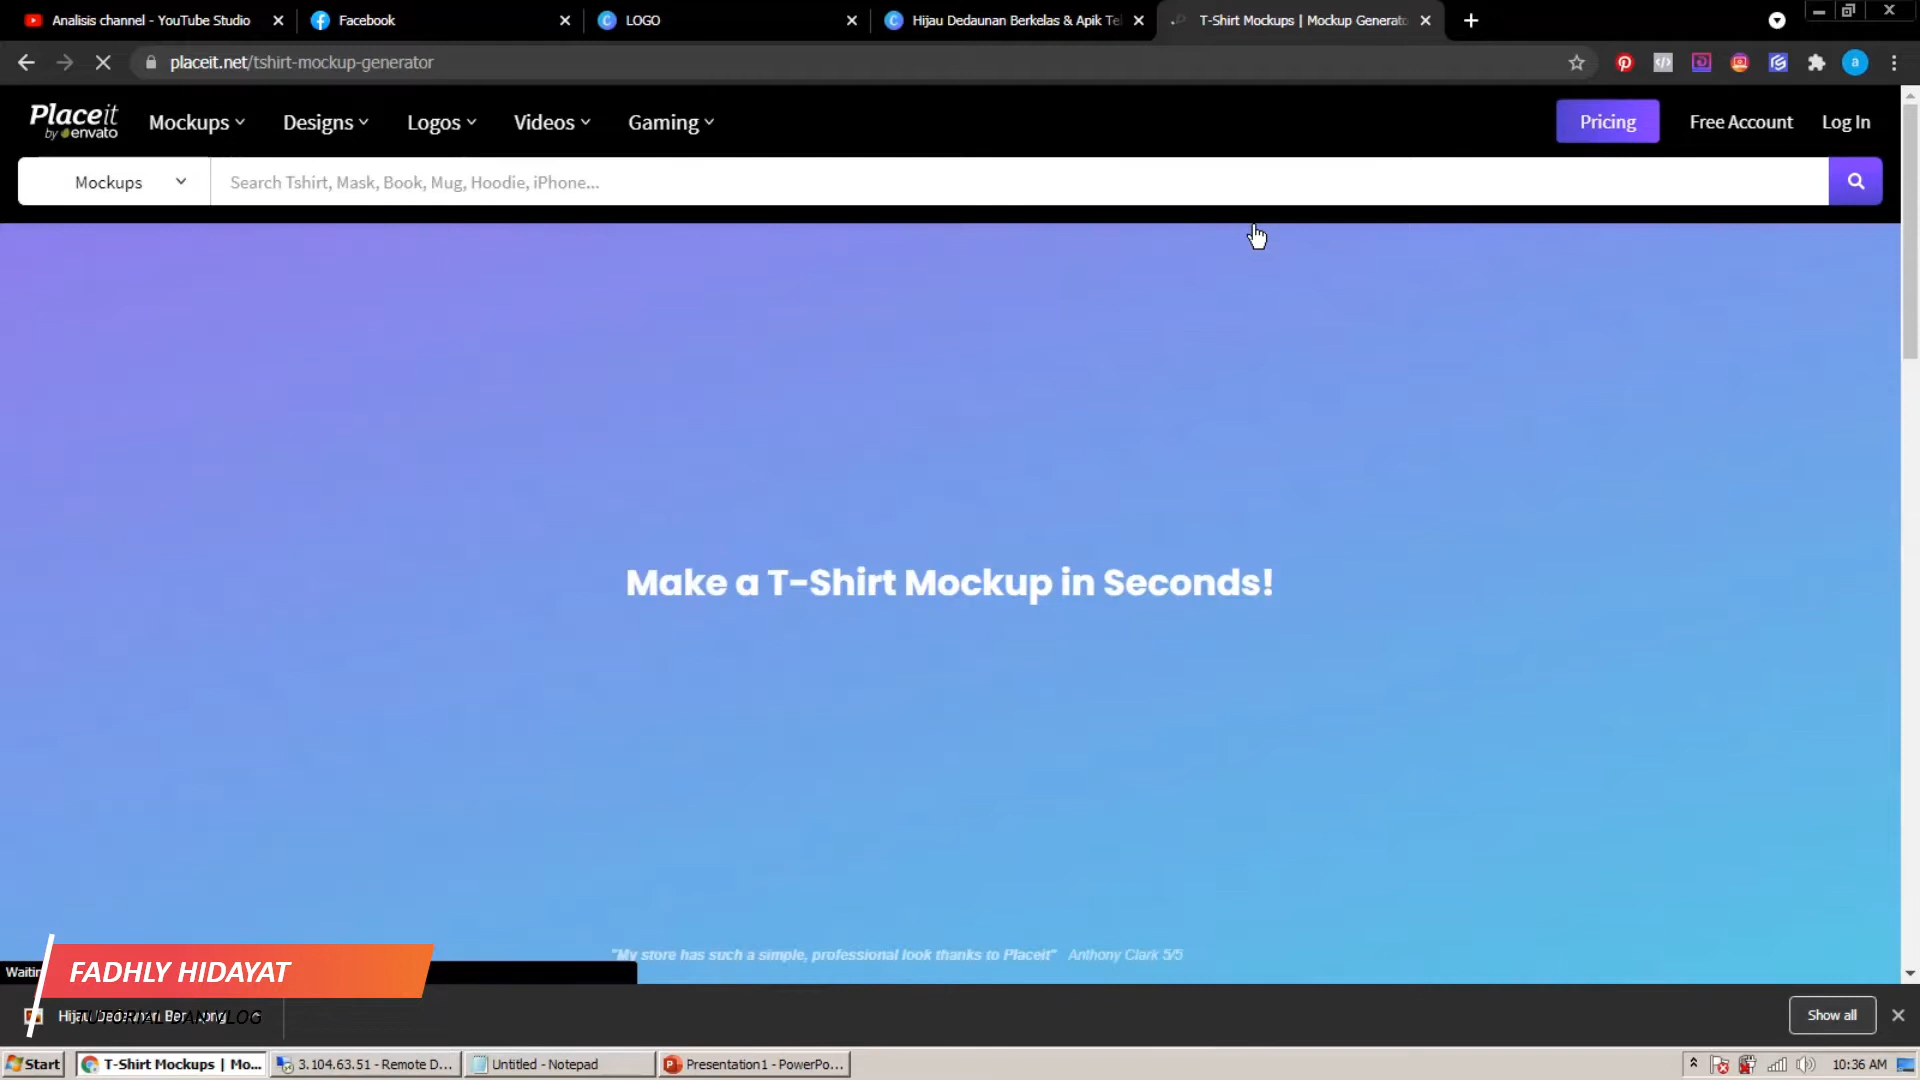 Analisis channel - YouTube Studio
Facebook
LOGO
Hijau Dedaunan Berkelas & Apik Tel
T-Shirt Mockups | Mockup Generato
placeit.net/tshirt-mockup-generator
Placeit
by envato
Mockups
Designs
Logos
Videos
Gaming
Pricing
Free Account
Log In
Mockups
Search Tshirt, Mask, Book, Mug, Hoodie, iPhone...
Make a T-Shirt Mockup in Seconds!
"My store has such a simple, professional look thanks to Placeit" Anthony Clark 5/5
FADHLY HIDAYAT
TUTORIAL DAN VLOG
Show all
Start
T-Shirt Mockups | Mo...
3.104.63.51 - Remote D...
Untitled - Notepad
Presentation1 - PowerPo...
10:36 AM